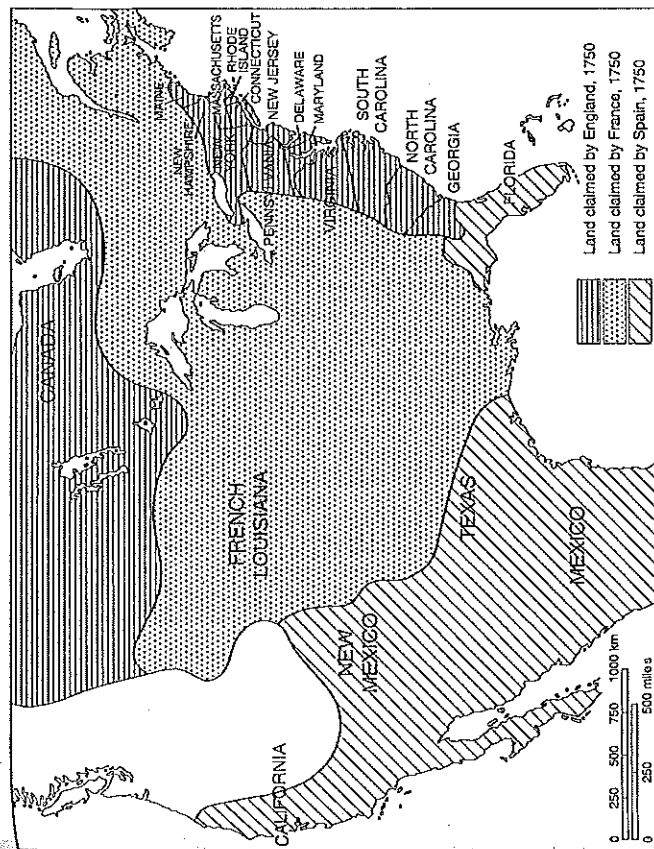 CANADA
MAINE
NEW
HAMPSHIRE
MASSACHUSETTS
RHODE
ISLAND
CONNECTICUT
NEW
YORK
NEW JERSEY
PENNSYLVANIA
DELAWARE
MARYLAND
VIRGINIA
SOUTH
CAROLINA
NORTH
CAROLINA
GEORGIA
FLORIDA
FRENCH
LOUISIANA
CALIFORNIA
NEW
MEXICO
TEXAS
MEXICO
0 250 500 750 1000 km
0 250 500 miles
Land claimed by England, 1750
Land claimed by France, 1750
Land claimed by Spain, 1750